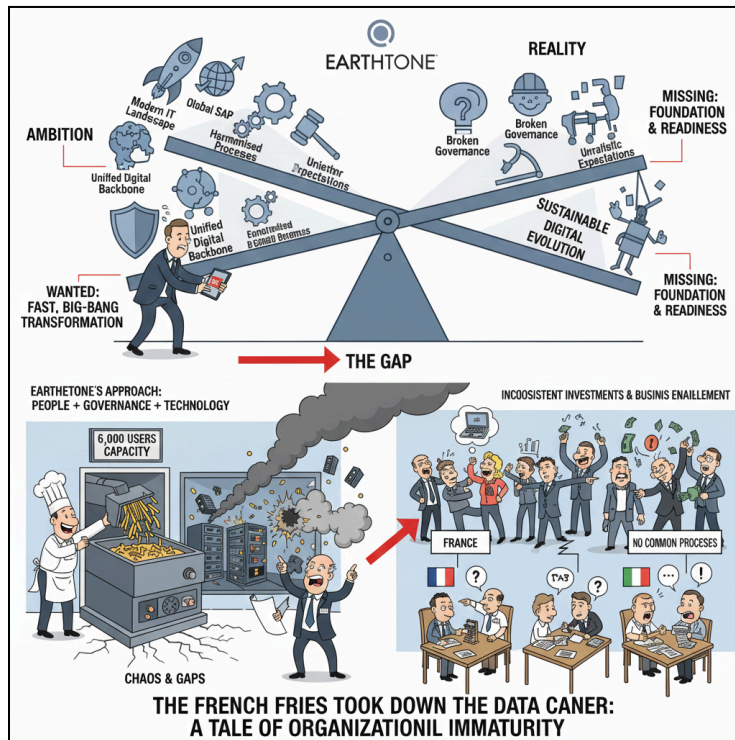 EARTHTONE
REALITY
Modern IT
Landscape
Global SAP
Harmonised
Processes
AMBITION
Unified Digital
Backbone
Unified
Digital
Backbone
Broken
Governance
Broken
Governance
MISSING:
FOUNDATION
& READINESS
SUSTAINABLE
DIGITAL
EVOLUTION
WANTED:
FAST, BIG-BANG
TRANSFORMATION
MISSING:
FOUNDATION
& READINESS
THE GAP
EARTHETONE'S APPROACH:
PEOPLE + GOVERNANCE + TECHNOLOGY
6,000 USERS
CAPACITY
CHAOS & GAPS
INCOOSISTENT INVESTMENTS & BUSINIS ENAILLEMENT
!
FRANCE
NO COMMON PROCESES
?
?
...
!
THE FRENCH FRIES TOOK DOWN THE DATA CANER:
A TALE OF ORGANIZATIONIL IMMATURITY